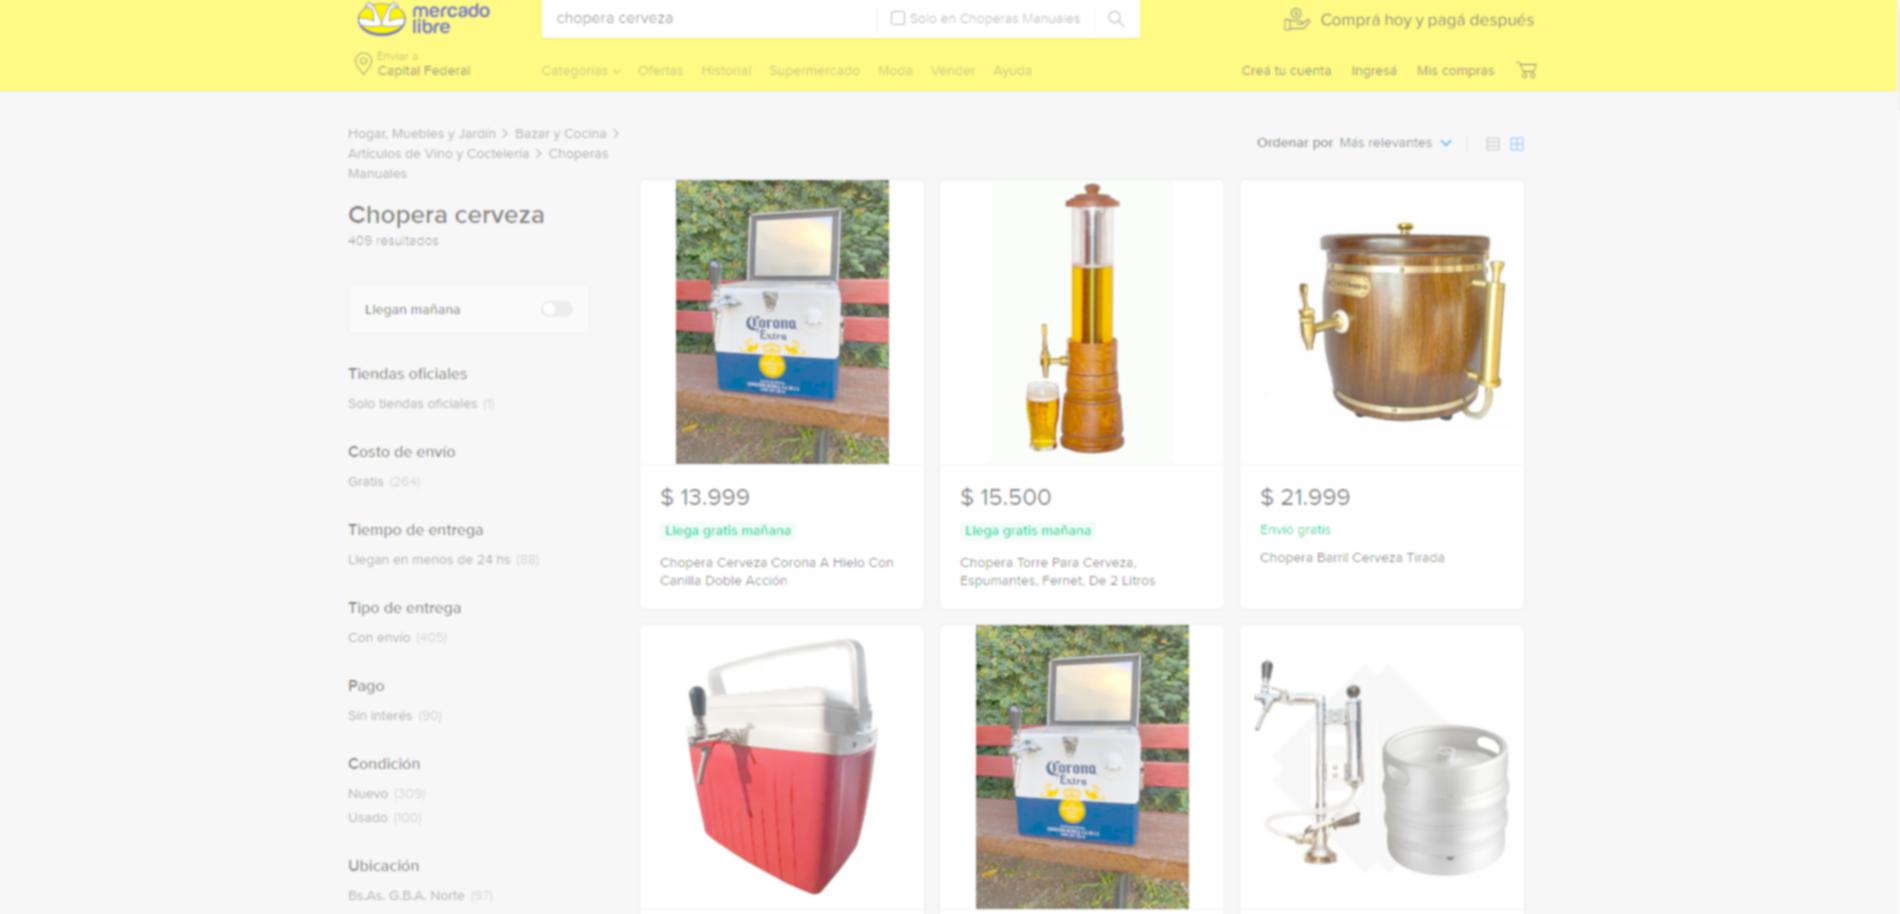 mercado
libre
chopera cerveza
Solo en Choperas Manuales
Comprá hoy y pagá después
Enviar a
Capital Federal
Categorías
Ofertas
Historial
Supermercado
Moda
Vender
Ayuda
Creá tu cuenta
Ingresá
Mis compras
Hogar, Muebles y Jardín > Bazar y Cocina >
Artículos de Vino y Coctelería > Choperas
Manuales
Ordenar por Más relevantes
Chopera cerveza
409 resultados
Llegan mañana
Tiendas oficiales
Solo tiendas oficiales (1)
Costo de envío
Gratis (264)
Tiempo de entrega
Llegan en menos de 24 hs (88)
Tipo de entrega
Con envío (405)
Pago
Sin interés (90)
Condición
Nuevo (309)
Usado (100)
Ubicación
Bs.As. G.B.A. Norte (97)
Corona
Extra
$ 13.999
Llega gratis mañana
Chopera Cerveza Corona A Hielo Con
Canilla Doble Acción
$ 15.500
Llega gratis mañana
Chopera Torre Para Cerveza,
Espumantes, Fernet, De 2 Litros
$ 21.999
Envío gratis
Chopera Barril Cerveza Tirada
Corona
Extra